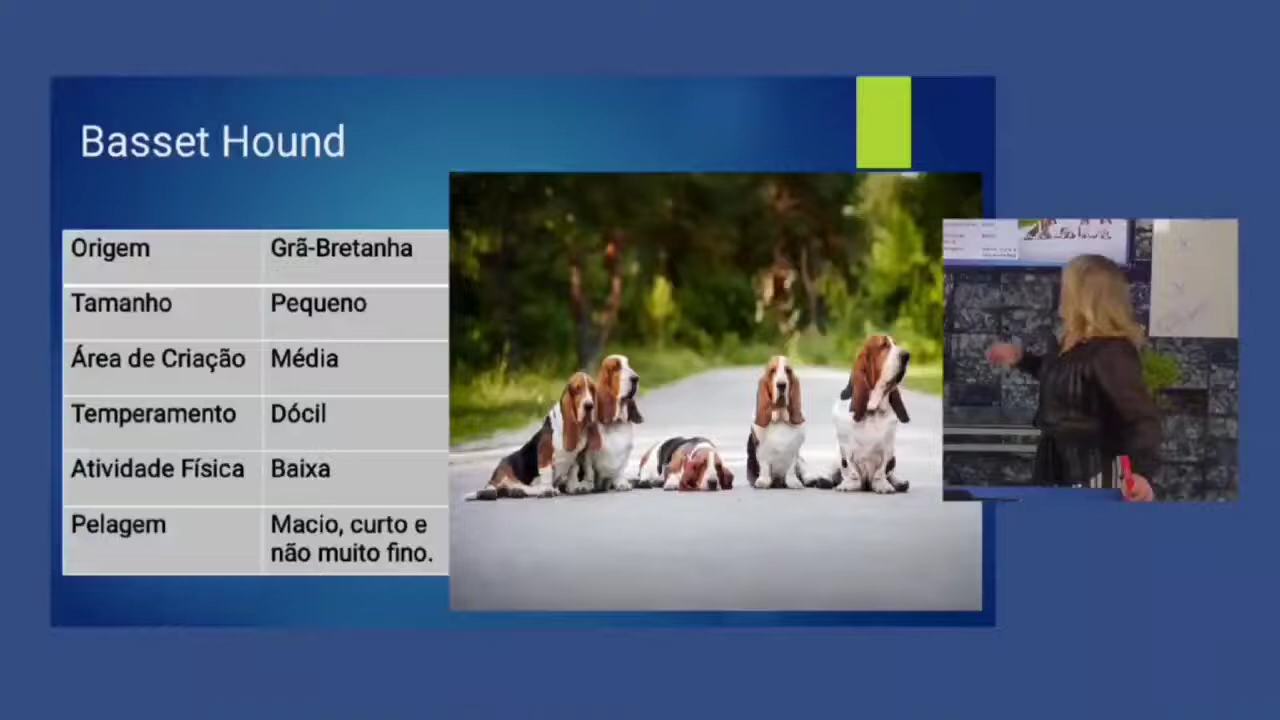 Basset Hound
Origem Grã-Bretanha
Tamanho Pequeno
Área de Criação Média
Temperamento Dócil
Atividade Física Baixa
Pelagem Macio, curto e
não muito fino.